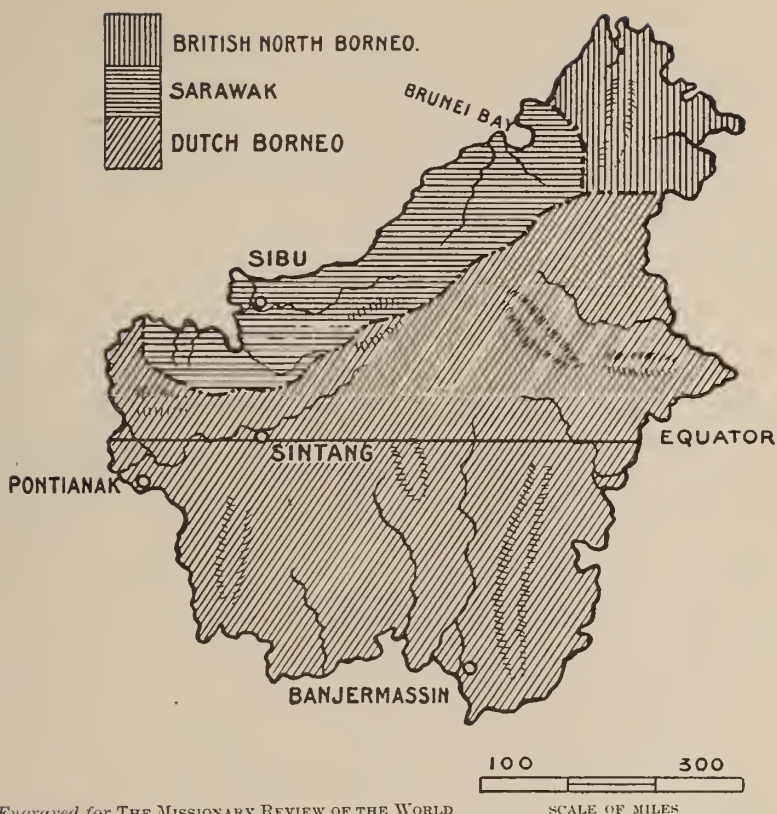 BRITISH NORTH BORNEO.
SARAWAK
DUTCH BORNEO
BRUNEI BAY
SIBU
EQUATOR
SINTANG
PONTIANAK
BANJERMASSIN
100 300
Engraved for THE MISSIONARY REVIEW OF THE WORLD
SCALE OF MILES